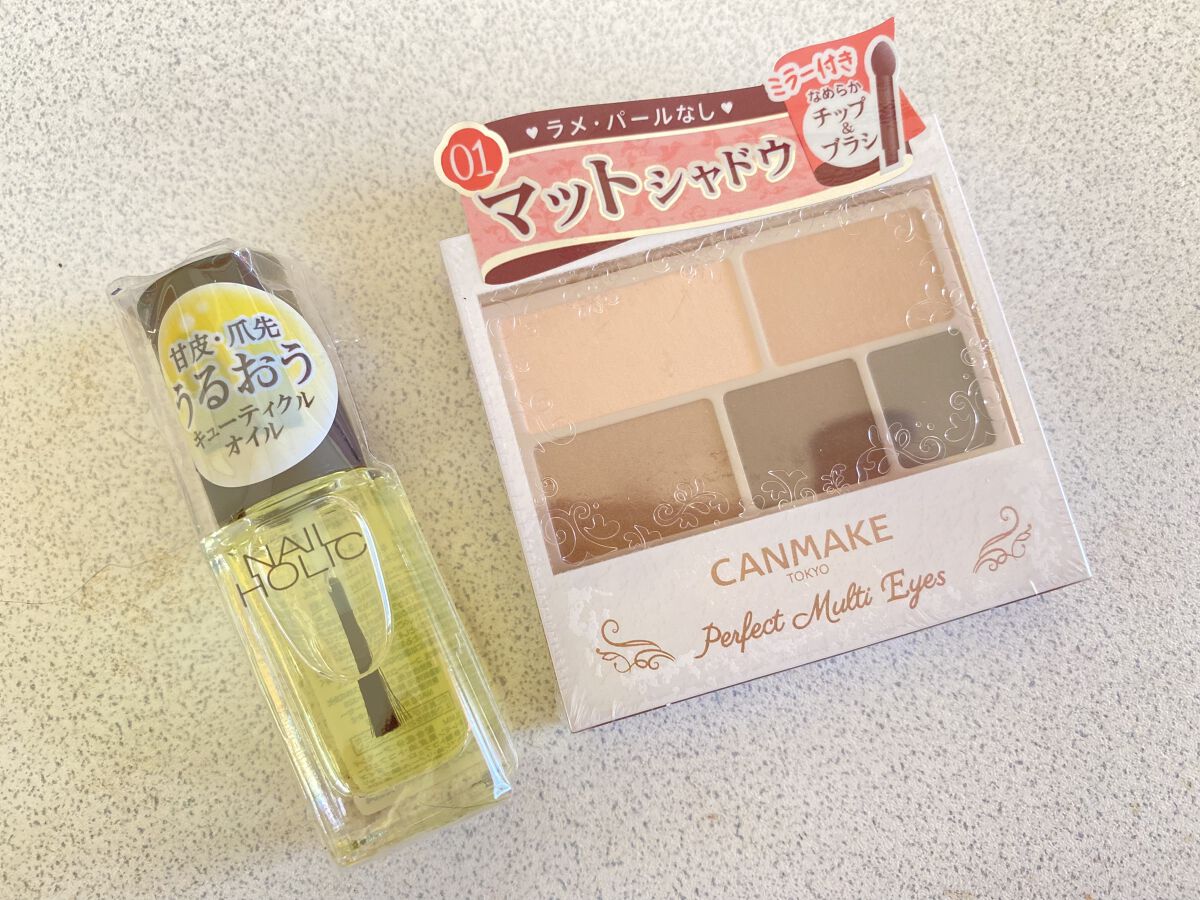 甘皮・爪先
うるおう
キューティクル
オイル
NAIL
HOLIC
01
♥ラメ・パールなし♥
マットシャドウ
ミラー付き
なめらか
チップ
&
ブラシ
CANMAKE
TOKYO
Perfect Multi Eyes